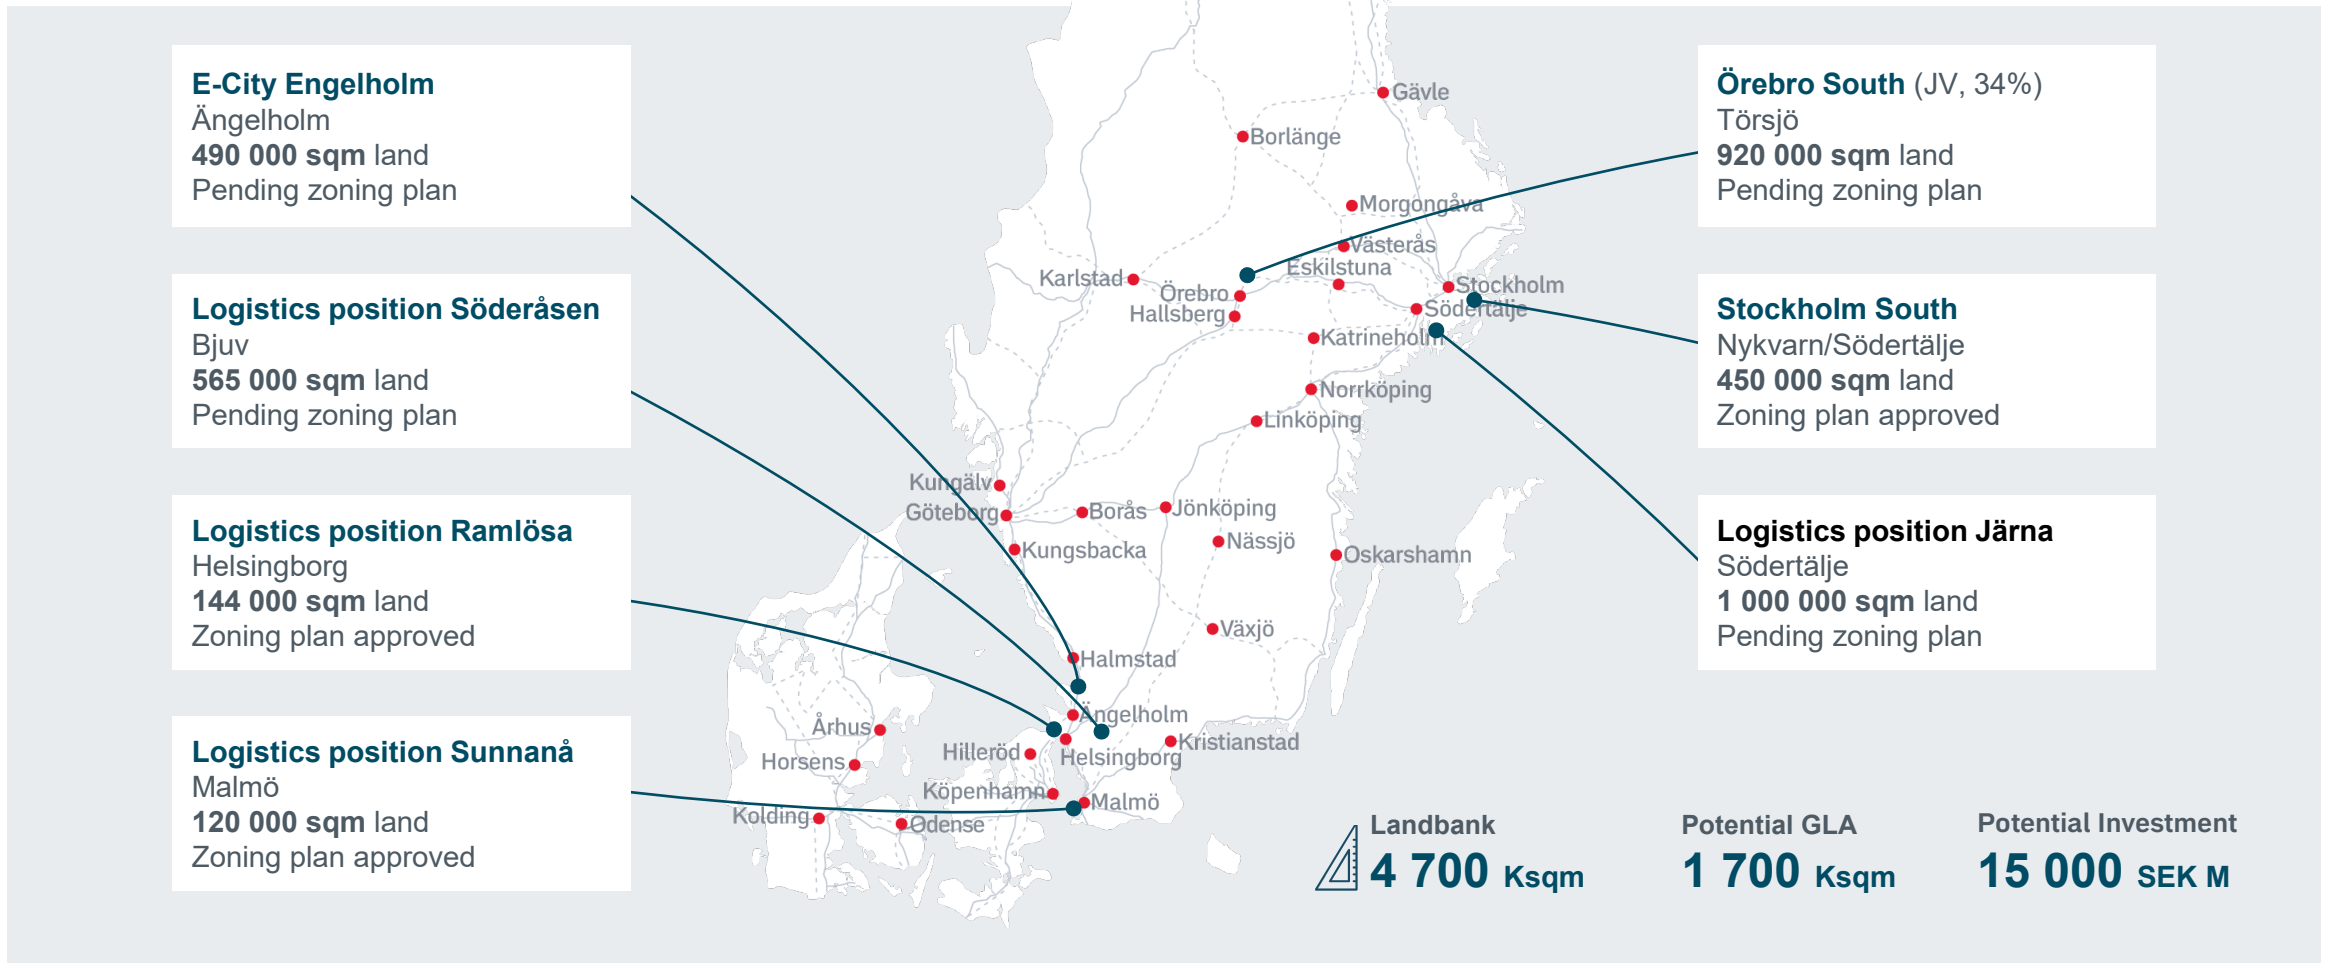 E-City Engelholm
Ängelholm
490 000 sqm land
Pending zoning plan
Logistics position Söderåsen
Bjuv
565 000 sqm land
Pending zoning plan
Logistics position Ramlösa
Helsingborg
144 000 sqm land
Zoning plan approved
Logistics position Sunnanå
Malmö
120 000 sqm land
Zoning plan approved
Gävle
Borlänge
Morgongåva
Västerås
Eskilstuna
Karlstad
Örebro
Hallsberg
Stockholm
Södertälje
Katrineholm
Norrköping
Linköping
Kungälv
Göteborg
Borås
Jönköping
Kungsbacka
Nässjö
Oskarshamn
Växjö
Halmstad
Ängelholm
Århus
Hilleröd
Helsingborg
Kristianstad
Horsens
Köpenhamn
Malmö
Kolding
Odense
Örebro South (JV, 34%)
Törsjö
920 000 sqm land
Pending zoning plan
Stockholm South
Nykvarn/Södertälje
450 000 sqm land
Zoning plan approved
Logistics position Järna
Södertälje
1 000 000 sqm land
Pending zoning plan
Landbank
4 700 Ksqm
Potential GLA
1 700 Ksqm
Potential Investment
15 000 SEK M